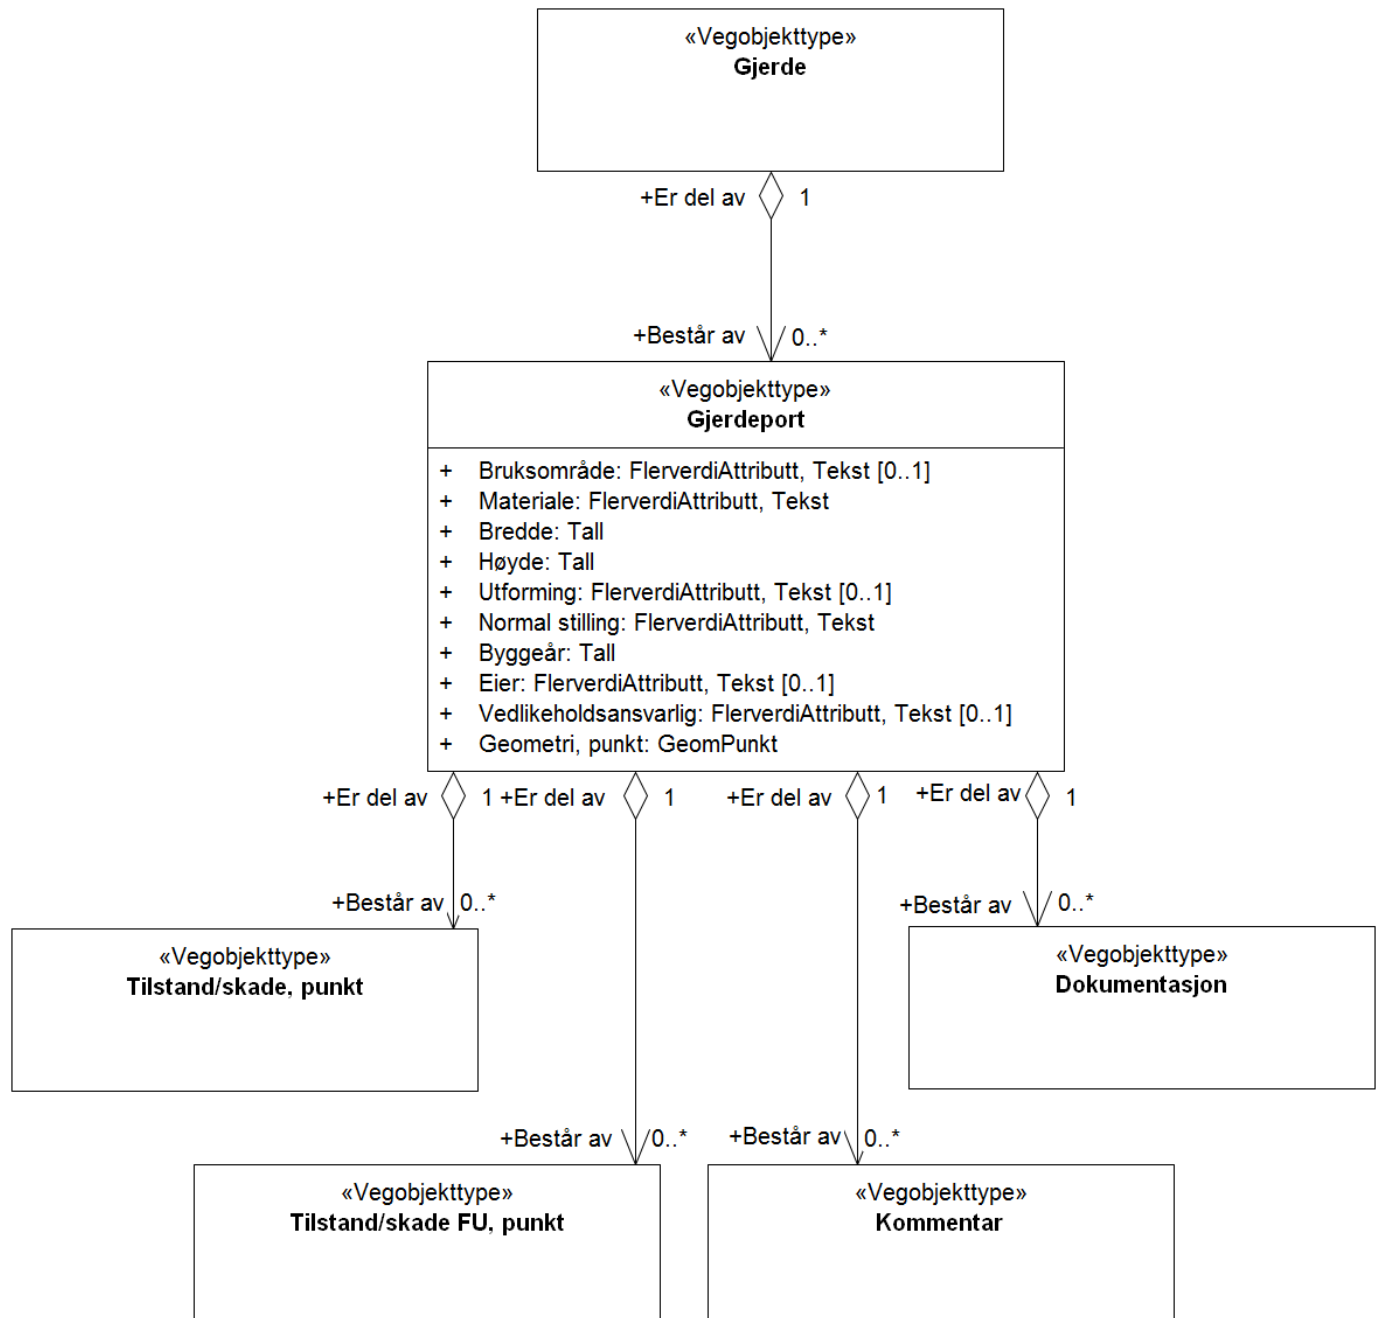 «Vegobjekttype»
Gjerde
+Er del av 1
+Består av 0..*
«Vegobjekttype»
Gjerdeport
+ Bruksområde: FlerverdiAttributt, Tekst [0..1]
+ Materiale: FlerverdiAttributt, Tekst
+ Bredde: Tall
+ Høyde: Tall
+ Utforming: FlerverdiAttributt, Tekst [0..1]
+ Normal stilling: FlerverdiAttributt, Tekst
+ Byggeår: Tall
+ Eier: FlerverdiAttributt, Tekst [0..1]
+ Vedlikeholdsansvarlig: FlerverdiAttributt, Tekst [0..1]
+ Geometri, punkt: GeomPunkt
+Er del av 1 +Er del av 1 +Er del av 1 +Er del av 1
+Består av 0..* +Består av 0..*
«Vegobjekttype»
Tilstand/skade, punkt
«Vegobjekttype»
Dokumentasjon
+Består av 0..* +Består av 0..*
«Vegobjekttype»
Tilstand/skade FU, punkt
«Vegobjekttype»
Kommentar